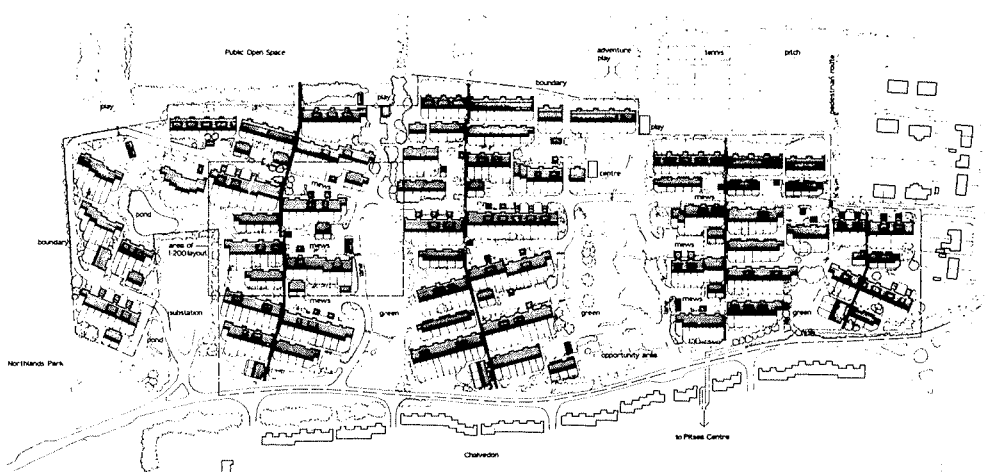 Public Open Space
adventure
play
tennis
pitch
pedestrian route
boundary
play
play
play
centre
mews
pond
boundary
area of
1:200 layout
mews
mews
mews
mews
substation
green
green
green
pond
opportunity area
Northlands Park
to Pitsea Centre
Chalvedon